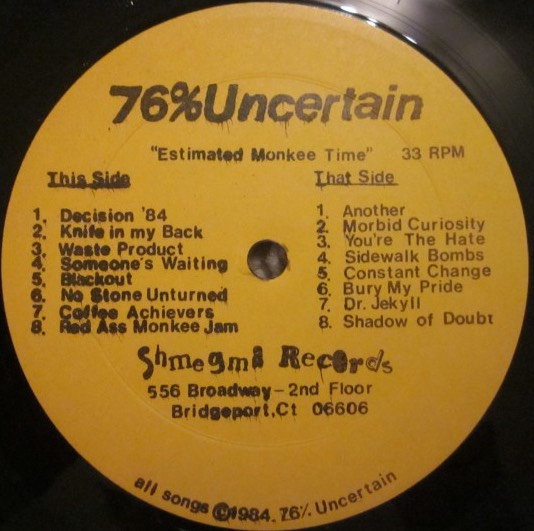 76% Uncertain
"Estimated Monkee Time" 33 RPM
This Side
1. Decision '84
2. Knife in my Back
3. Waste Product
4. Someone's Waiting
5. Blackout
6. No Stone Unturned
7. Coffee Achievers
8. Red Ass Monkee Jam
That Side
1. Another
2. Morbid Curiosity
3. You're The Hate
4. Sidewalk Bombs
5. Constant Change
6. Bury My Pride
7. Dr. Jekyll
8. Shadow of Doubt
Shmegma Records
556 Broadway - 2nd Floor
Bridgeport, Ct 06606
all songs ©1984, 76% Uncertain